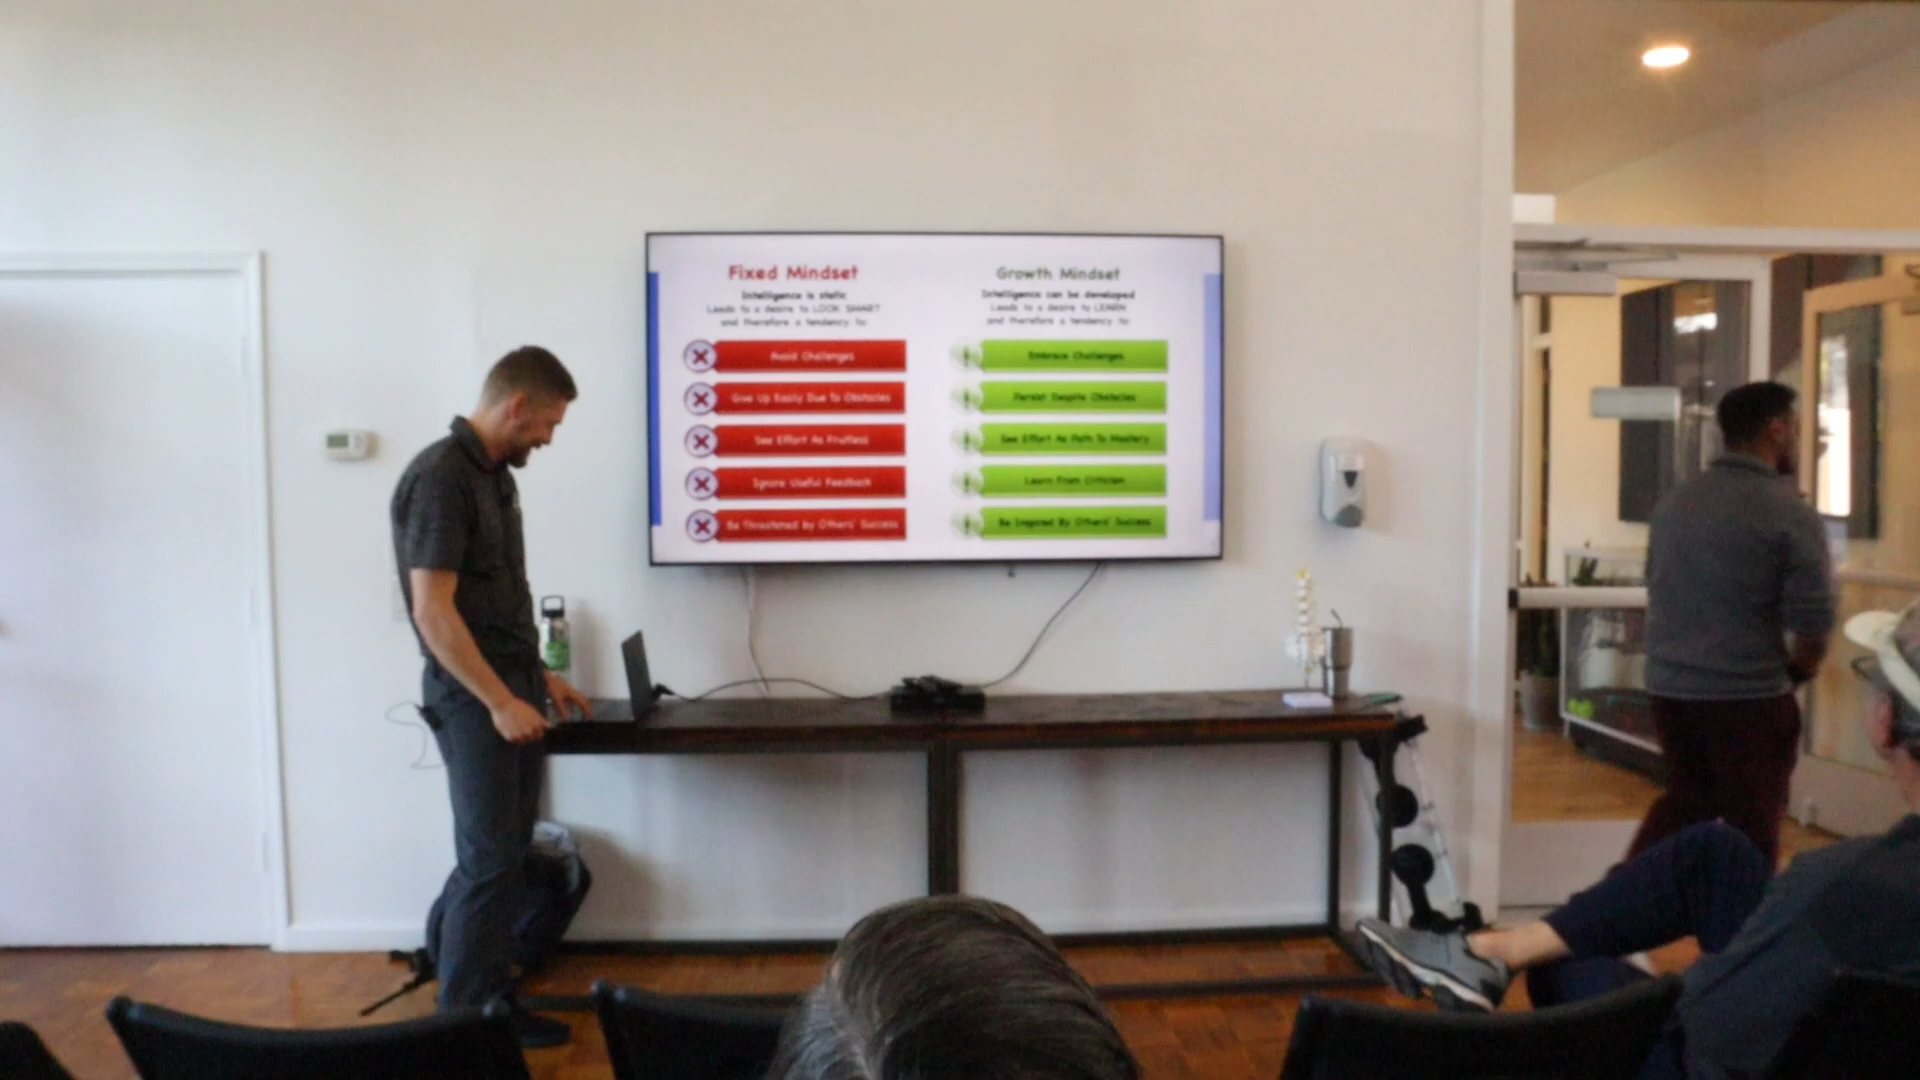 Fixed Mindset
Intelligence is static
Leads to a desire to LOOK SMART
and therefore a tendency to:
Avoid Challenges
Give Up Easily Due To Obstacles
See Effort As Fruitless
Ignore Useful Feedback
Be Threatened by Others' Success
Growth Mindset
Intelligence can be developed
Leads to a desire to LEARN
and therefore a tendency to:
Embrace Challenges
Persist Despite Obstacles
See Effort As Path To Mastery
Learn From Criticism
Be Inspired By Others' Success